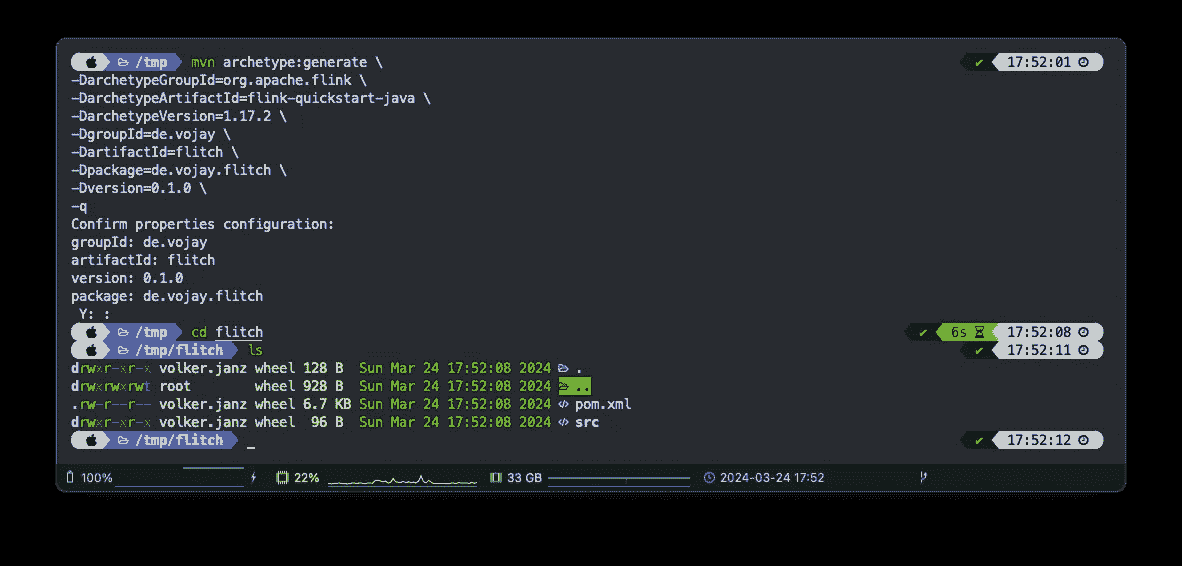 /tmp mvn archetype:generate \ ✔ 17:52:01
-DarchetypeGroupId=org.apache.flink \
-DarchetypeArtifactId=flink-quickstart-java \
-DarchetypeVersion=1.17.2 \
-DgroupId=de.vojay \
-DartifactId=flitch \
-Dpackage=de.vojay.flitch \
-Dversion=0.1.0 \
-q
Confirm properties configuration:
groupId: de.vojay
artifactId: flitch
version: 0.1.0
package: de.vojay.flitch
 Y: :
/tmp cd flitch ✔ 6s 17:52:08
/tmp/flitch ls ✔ 17:52:11
drwxr-xr-x volker.janz wheel 128 B Sun Mar 24 17:52:08 2024 .
drwxrwxrwt root wheel 928 B Sun Mar 24 17:52:08 2024 ..
.rw-r--r-- volker.janz wheel 6.7 KB Sun Mar 24 17:52:08 2024 pom.xml
drwxr-xr-x volker.janz wheel 96 B Sun Mar 24 17:52:08 2024 src
/tmp/flitch _ ✔ 17:52:12
100% 22% 33 GB 2024-03-24 17:52